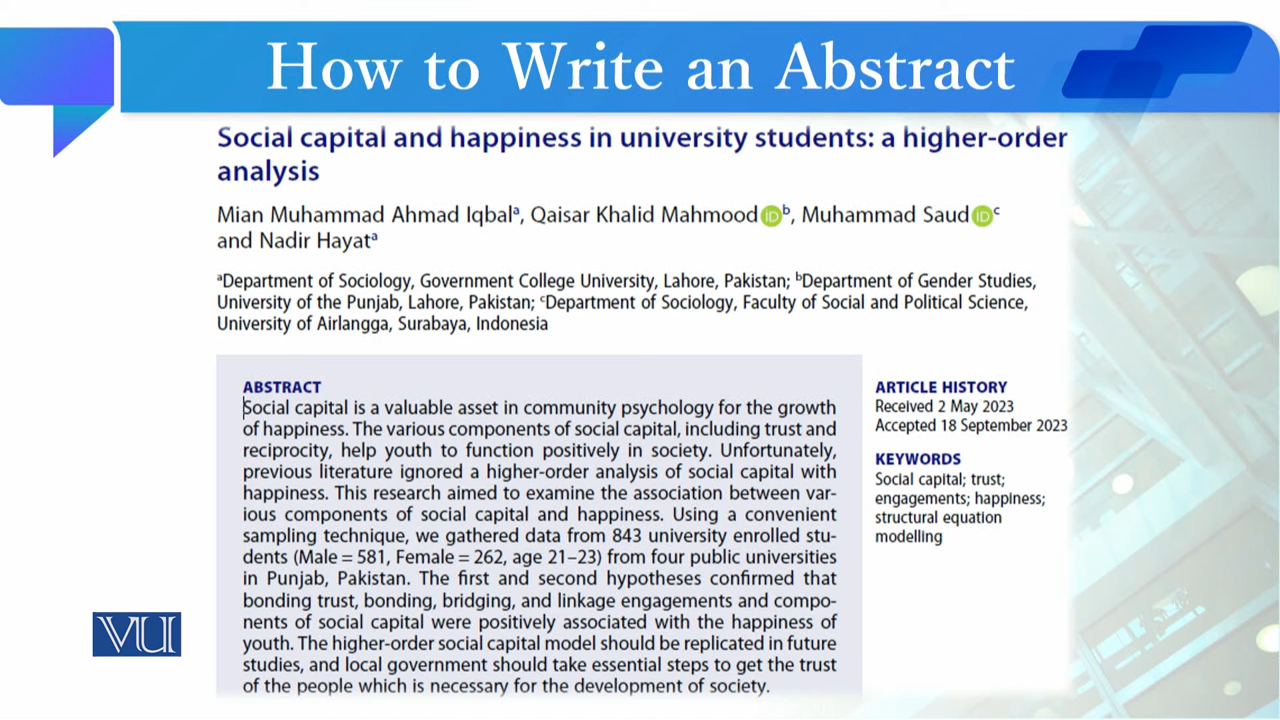 How to Write an Abstract
Social capital and happiness in university students: a higher-order
analysis
Mian Muhammad Ahmad Iqbalᵃ, Qaisar Khalid Mahmood iDᵇ, Muhammad Saud iDᶜ
and Nadir Hayatᵃ
ᵃDepartment of Sociology, Government College University, Lahore, Pakistan; ᵇDepartment of Gender Studies,
University of the Punjab, Lahore, Pakistan; ᶜDepartment of Sociology, Faculty of Social and Political Science,
University of Airlangga, Surabaya, Indonesia
ABSTRACT
Social capital is a valuable asset in community psychology for the growth
of happiness. The various components of social capital, including trust and
reciprocity, help youth to function positively in society. Unfortunately,
previous literature ignored a higher-order analysis of social capital with
happiness. This research aimed to examine the association between var-
ious components of social capital and happiness. Using a convenient
sampling technique, we gathered data from 843 university enrolled stu-
dents (Male = 581, Female = 262, age 21–23) from four public universities
in Punjab, Pakistan. The first and second hypotheses confirmed that
bonding trust, bonding, bridging, and linkage engagements and compo-
nents of social capital were positively associated with the happiness of
youth. The higher-order social capital model should be replicated in future
studies, and local government should take essential steps to get the trust
of the people which is necessary for the development of society.
ARTICLE HISTORY
Received 2 May 2023
Accepted 18 September 2023
KEYWORDS
Social capital; trust;
engagements; happiness;
structural equation
modelling
VU